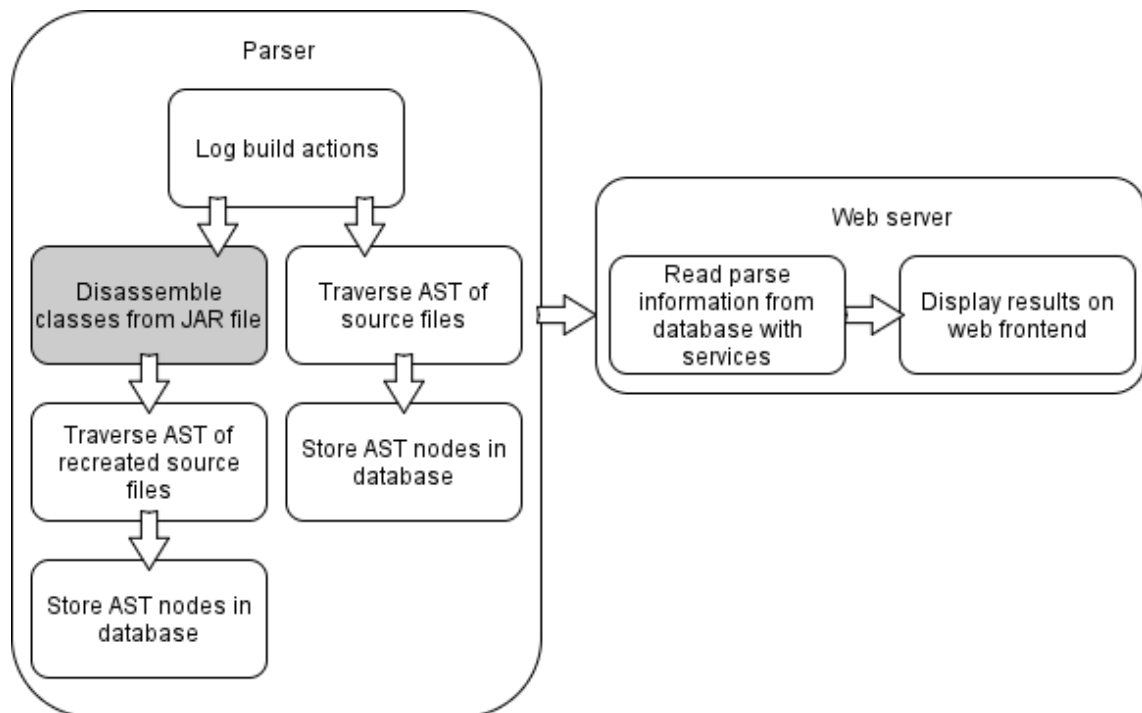 Parser
Log build actions
Disassemble
classes from JAR file
Traverse AST of
recreated source
files
Store AST nodes in
database
Traverse AST of
source files
Store AST nodes in
database
Web server
Read parse
information from
database with
services
Display results on
web frontend